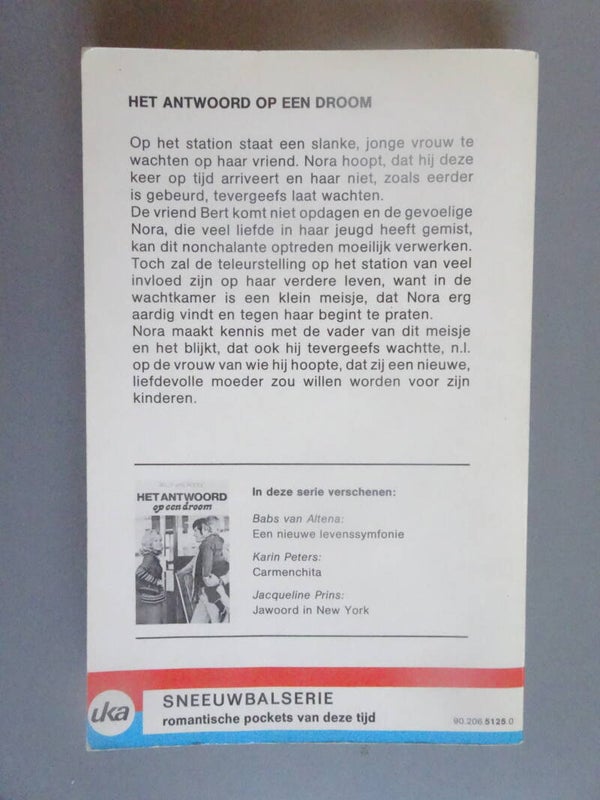 HET ANTWOORD OP EEN DROOM
Op het station staat een slanke, jonge vrouw te
wachten op haar vriend. Nora hoopt, dat hij deze
keer op tijd arriveert en haar niet, zoals eerder
is gebeurd, tevergeefs laat wachten.
De vriend Bert komt niet opdagen en de gevoelige
Nora, die veel liefde in haar jeugd heeft gemist,
kan dit nonchalante optreden moeilijk verwerken.
Toch zal de teleurstelling op het station van veel
invloed zijn op haar verdere leven, want in de
wachtkamer is een klein meisje, dat Nora erg
aardig vindt en tegen haar begint te praten.
Nora maakt kennis met de vader van dit meisje
en het blijkt, dat ook hij tevergeefs wachtte, n.l.
op de vrouw van wie hij hoopte, dat zij een nieuwe,
liefdevolle moeder zou willen worden voor zijn
kinderen.
HET ANTWOORD
op een droom
In deze serie verschenen:
Babs van Altena:
Een nieuwe levenssymfonie
Karin Peters:
Carmenchita
Jacqueline Prins:
Jawoord in New York
uka
SNEEUWBALSERIE
romantische pockets van deze tijd
90.206.5125.0